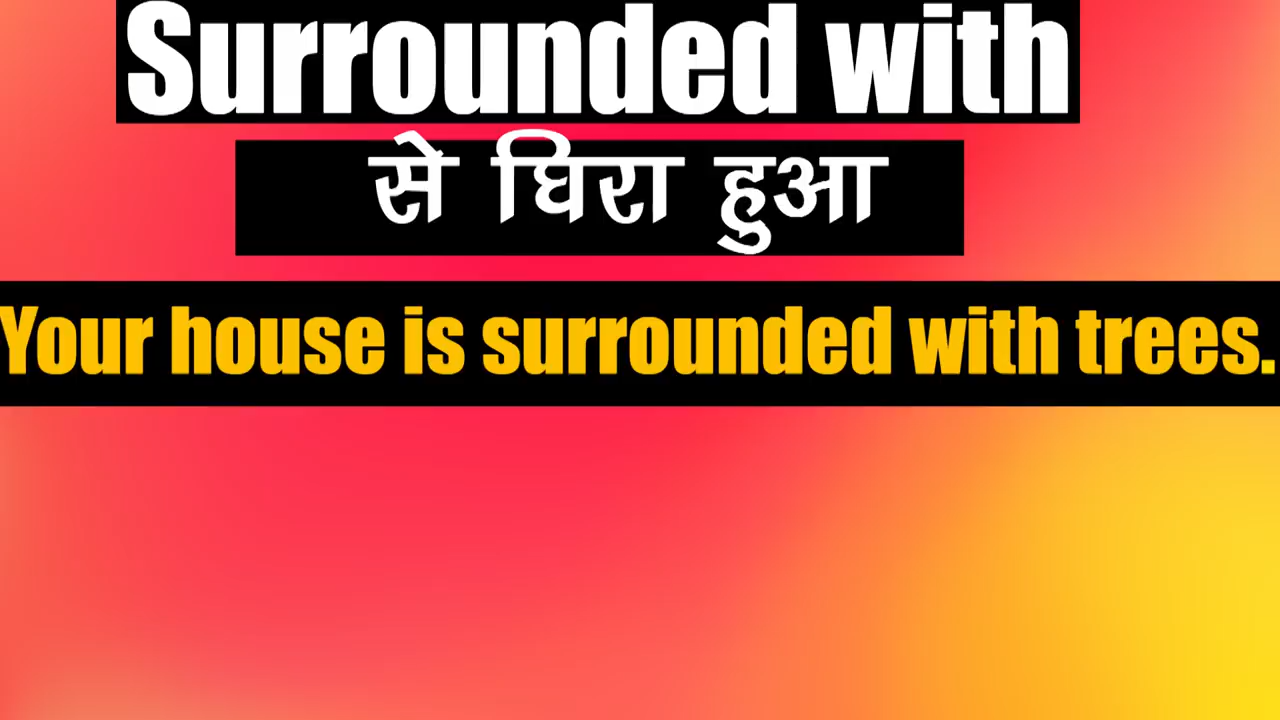 Surrounded with
से घिरा हुआ
Your house is surrounded with trees.